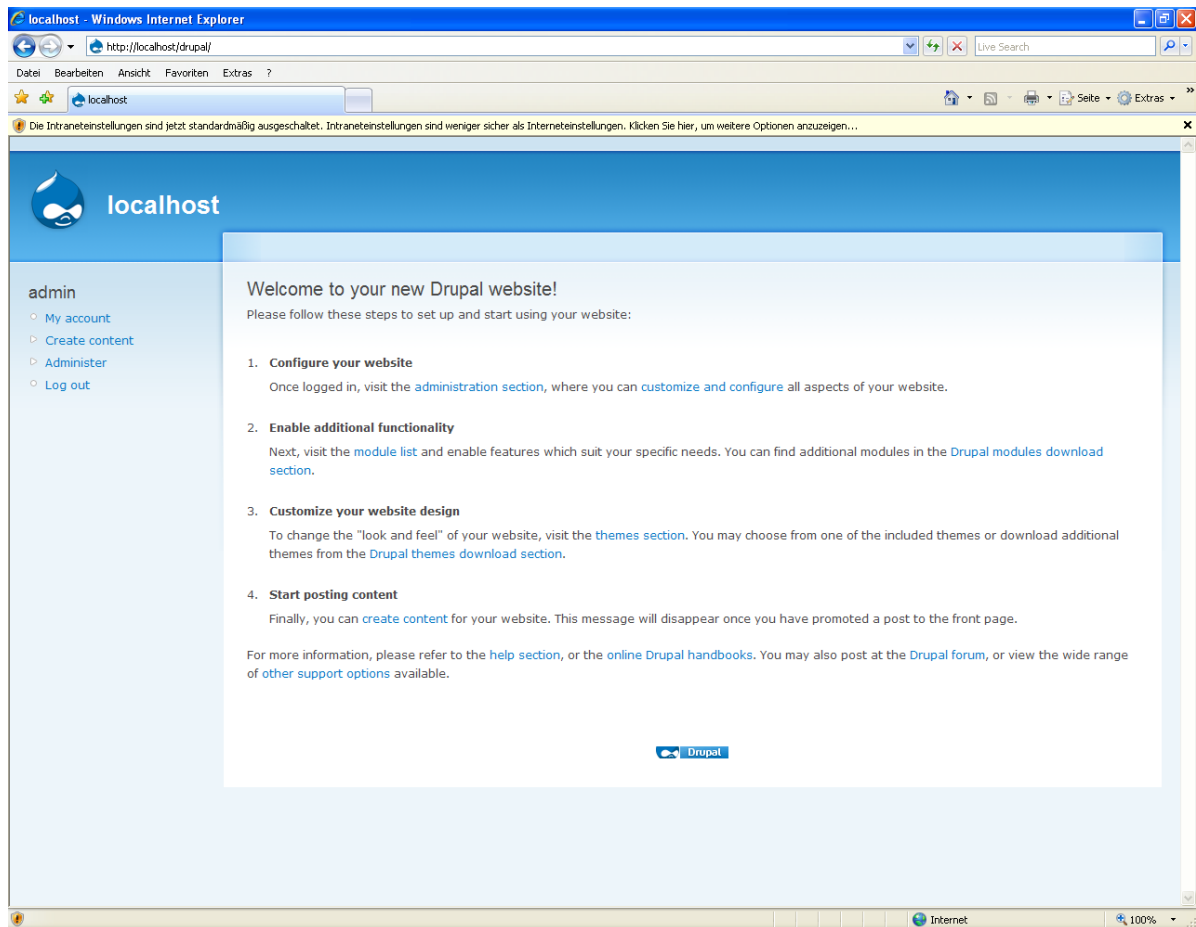 localhost - Windows Internet Explorer
http://localhost/drupal/
Live Search
Datei Bearbeiten Ansicht Favoriten Extras ?
localhost
Seite
Extras
Die Intraneteinstellungen sind jetzt standardmäßig ausgeschaltet. Intraneteinstellungen sind weniger sicher als Interneteinstellungen. Klicken Sie hier, um weitere Optionen anzuzeigen...
localhost
admin
My account
Create content
Administer
Log out
Welcome to your new Drupal website!
Please follow these steps to set up and start using your website:
1. Configure your website
Once logged in, visit the administration section, where you can customize and configure all aspects of your website.
2. Enable additional functionality
Next, visit the module list and enable features which suit your specific needs. You can find additional modules in the Drupal modules download
section.
3. Customize your website design
To change the "look and feel" of your website, visit the themes section. You may choose from one of the included themes or download additional
themes from the Drupal themes download section.
4. Start posting content
Finally, you can create content for your website. This message will disappear once you have promoted a post to the front page.
For more information, please refer to the help section, or the online Drupal handbooks. You may also post at the Drupal forum, or view the wide range
of other support options available.
Drupal
Internet
100%